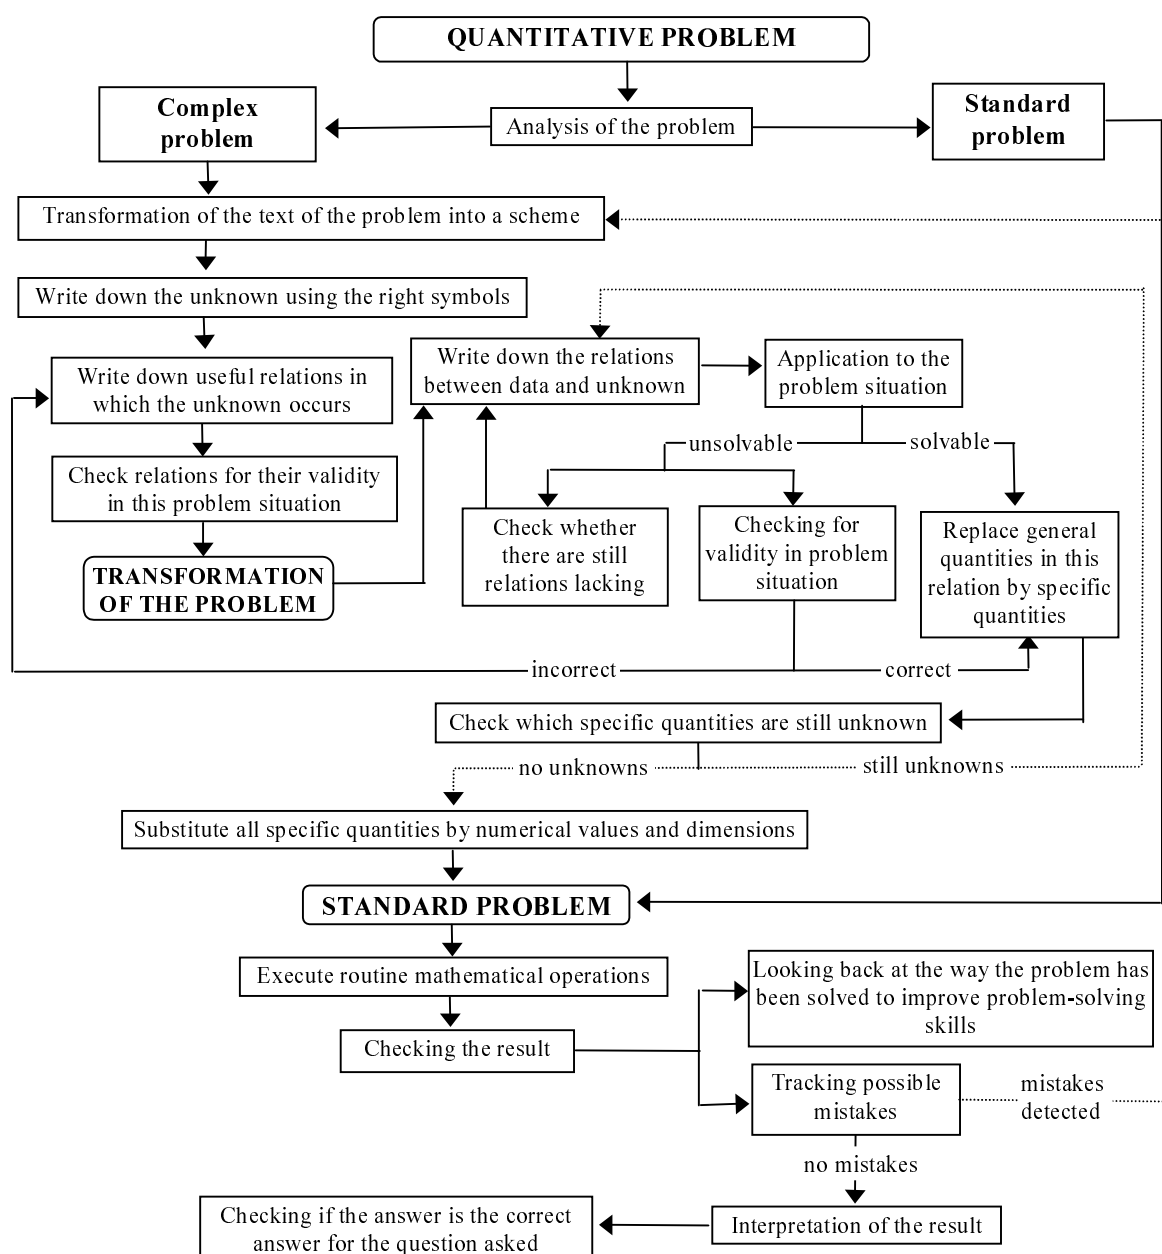 QUANTITATIVE PROBLEM
Complex
problem
Analysis of the problem
Standard
problem
Transformation of the text of the problem into a scheme
Write down the unknown using the right symbols
Write down useful relations in
which the unknown occurs
Write down the relations
between data and unknown
Application to the
problem situation
unsolvable
solvable
Check relations for their validity
in this problem situation
TRANSFORMATION
OF THE PROBLEM
Check whether
there are still
relations lacking
Checking for
validity in problem
situation
Replace general
quantities in this
relation by specific
quantities
incorrect
correct
Check which specific quantities are still unknown
no unknowns
still unknowns
Substitute all specific quantities by numerical values and dimensions
STANDARD PROBLEM
Execute routine mathematical operations
Looking back at the way the problem has
been solved to improve problem-solving
skills
Checking the result
Tracking possible
mistakes
mistakes
detected
no mistakes
Interpretation of the result
Checking if the answer is the correct
answer for the question asked